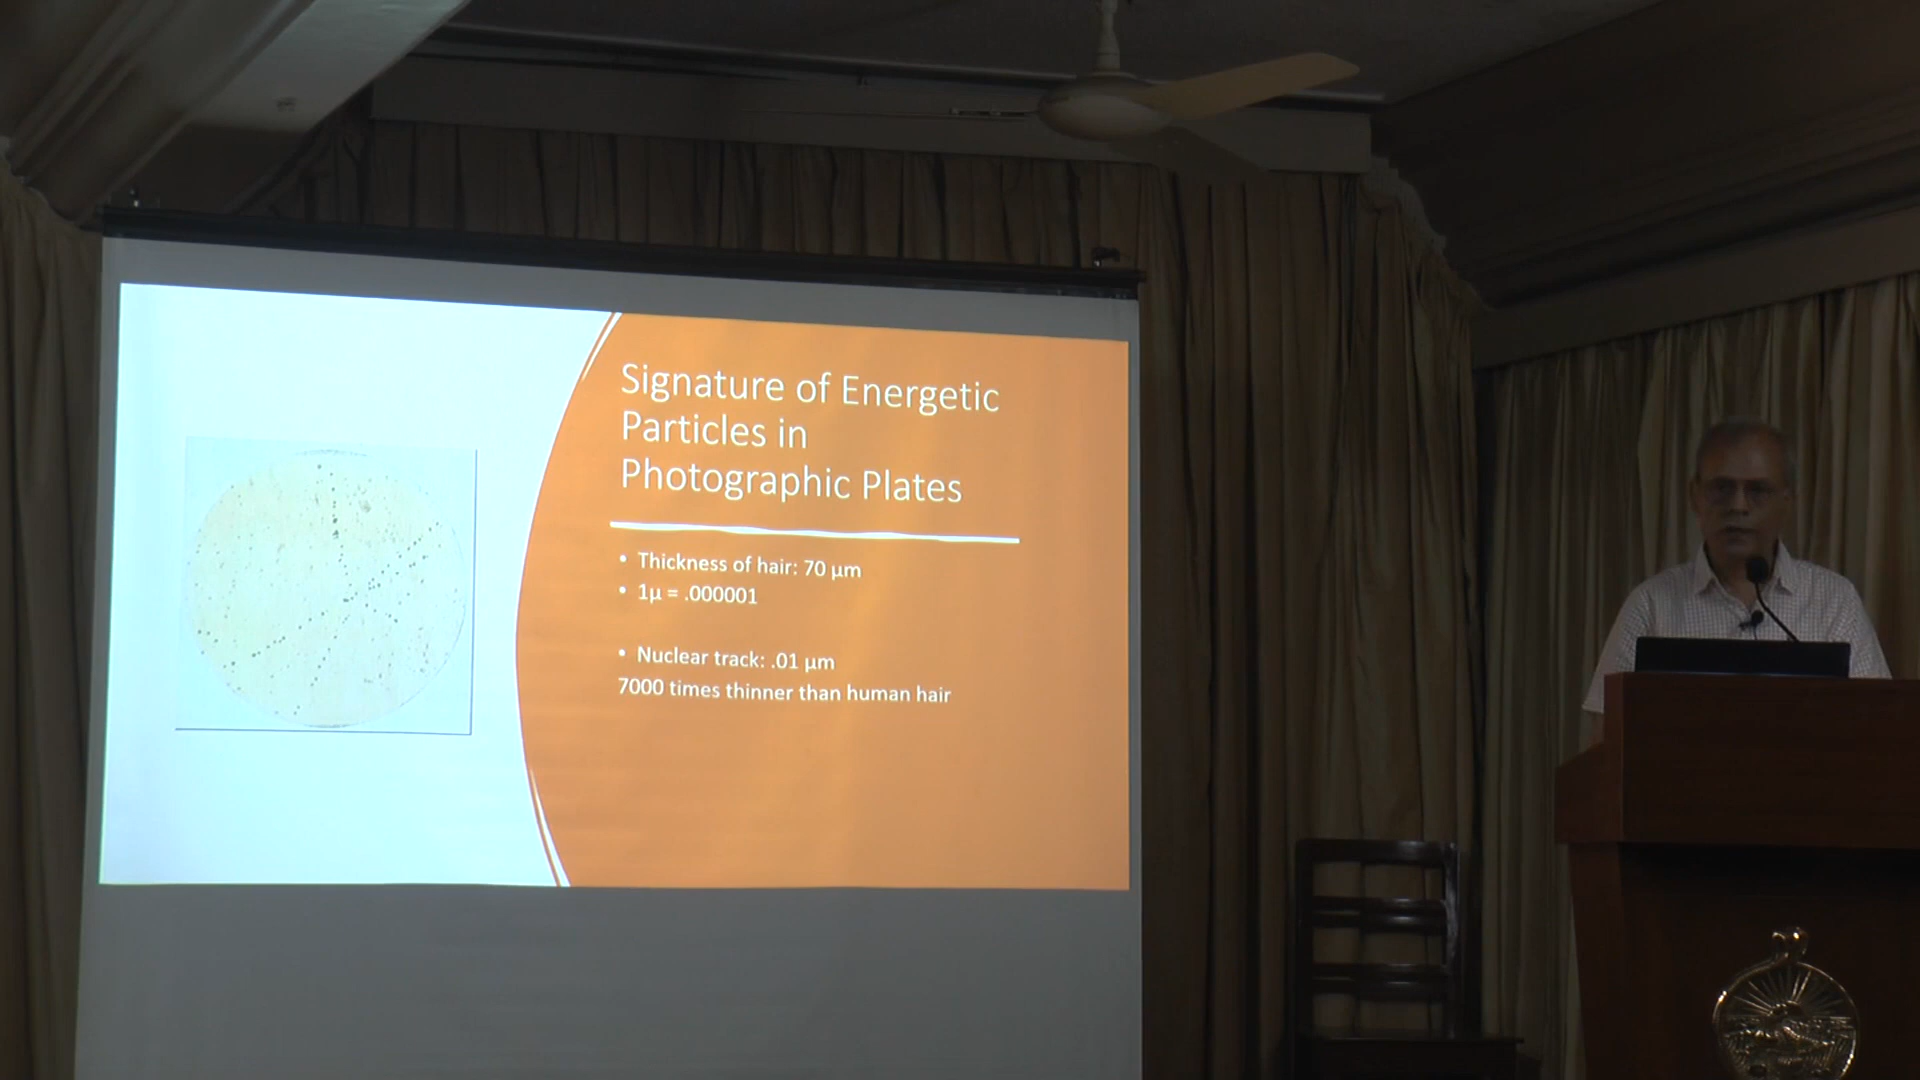 Signature of Energetic
Particles in
Photographic Plates
• Thickness of hair: 70 µm
• 1µ = .000001
• Nuclear track: .01 µm
7000 times thinner than human hair